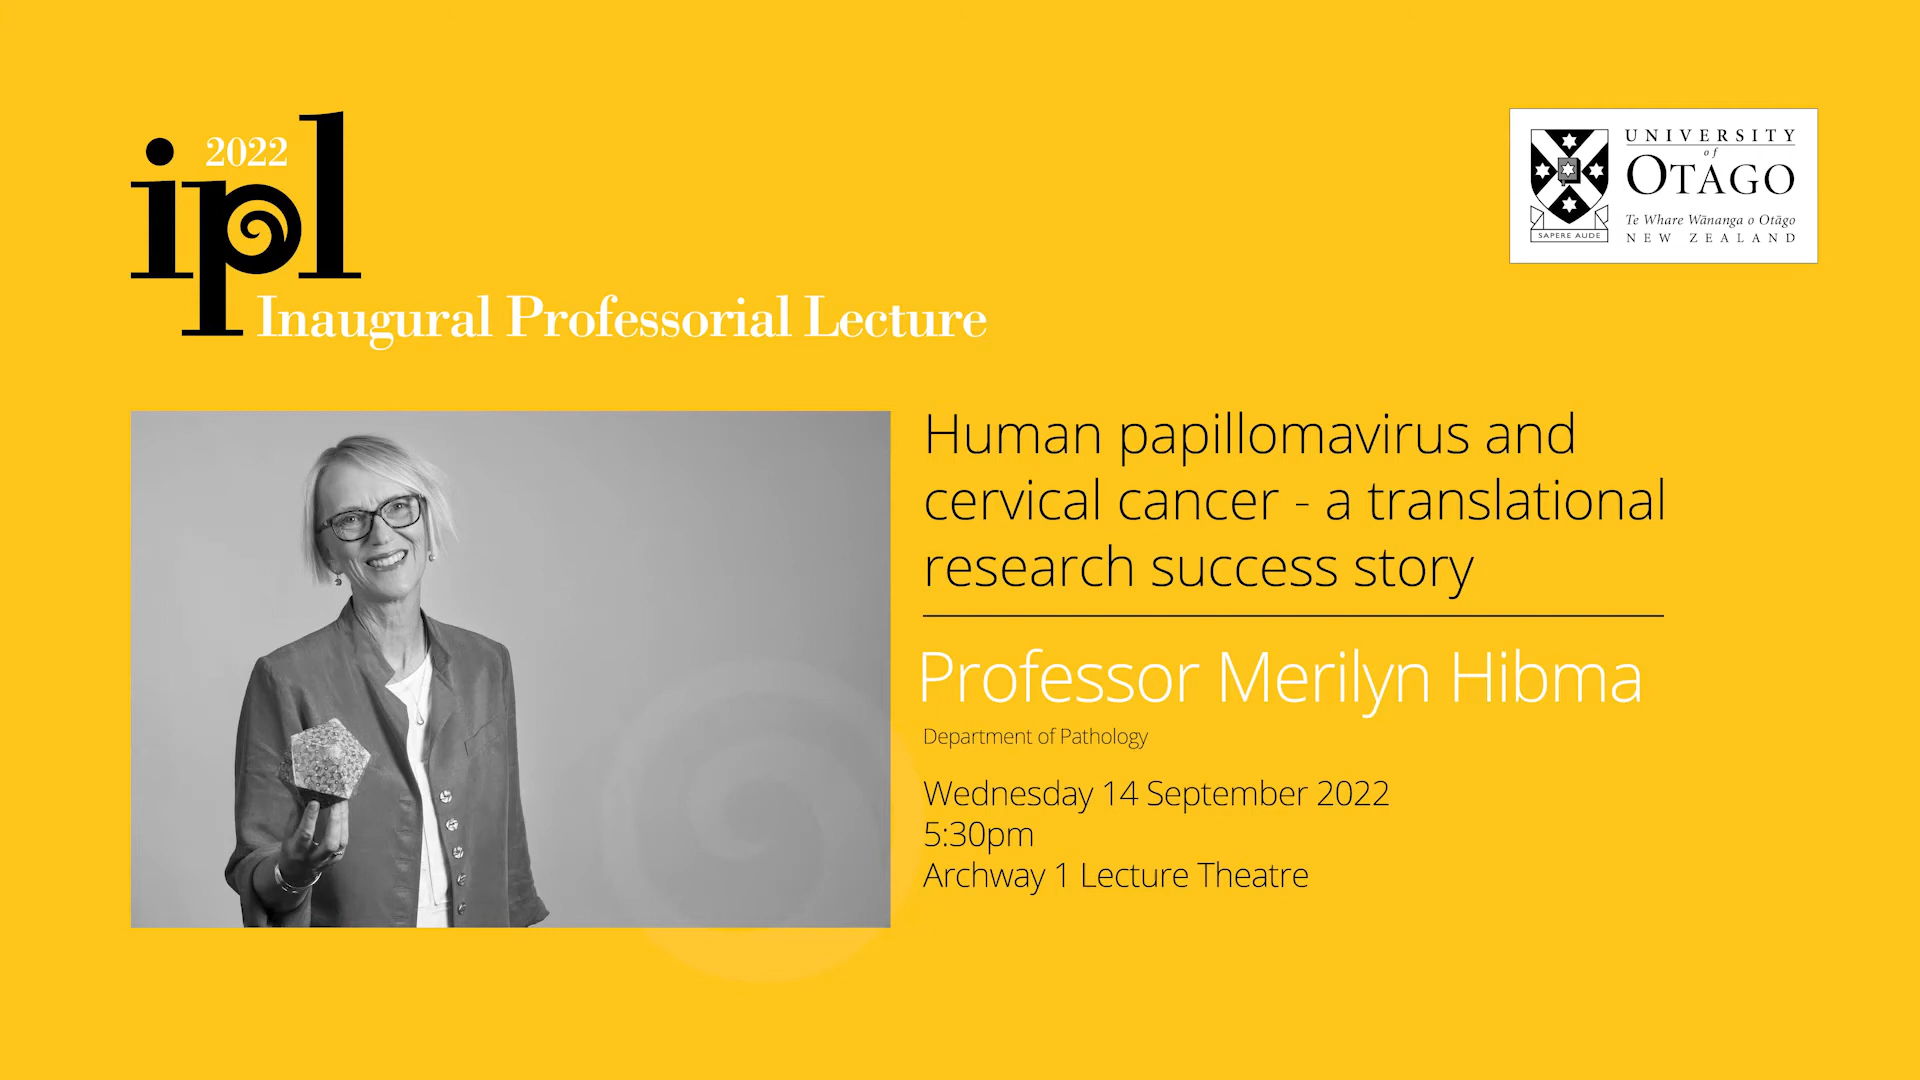 2022
ipl
Inaugural Professorial Lecture
UNIVERSITY
of
OTAGO
Te Whare Wānanga o Otāgo
NEW ZEALAND
SAPERE AUDE
Human papillomavirus and
cervical cancer - a translational
research success story
Professor Merilyn Hibma
Department of Pathology
Wednesday 14 September 2022
5:30pm
Archway 1 Lecture Theatre